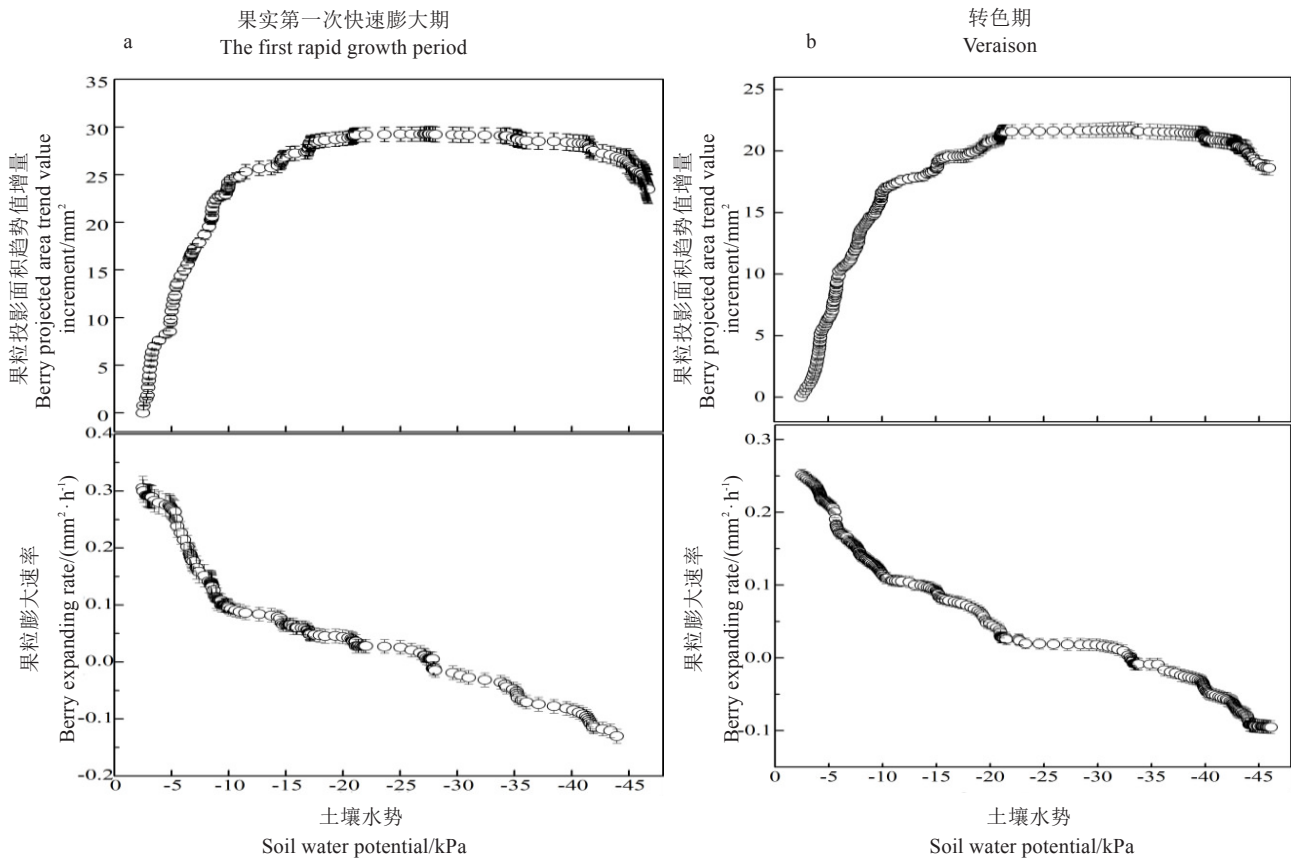 果实第一次快速膨大期
a
The first rapid growth period
转色期
b
Veraison
果粒投影面积趋势值增量
Berry projected area trend value
increment/mm²
35
30
25
20
15
10
5
0
果粒投影面积趋势值增量
Berry projected area trend value
increment/mm²
25
20
15
10
5
0
果粒膨大速率
Berry expanding rate/(mm²·h⁻¹)
0.4
0.3
0.2
0.1
0.0
-0.1
-0.2
果粒膨大速率
Berry expanding rate/(mm²·h⁻¹)
0.3
0.2
0.1
0.0
-0.1
0 -5 -10 -15 -20 -25 -30 -35 -40 -45
-5 -10 -15 -20 -25 -30 -35 -40 -45
土壤水势
Soil water potential/kPa
土壤水势
Soil water potential/kPa